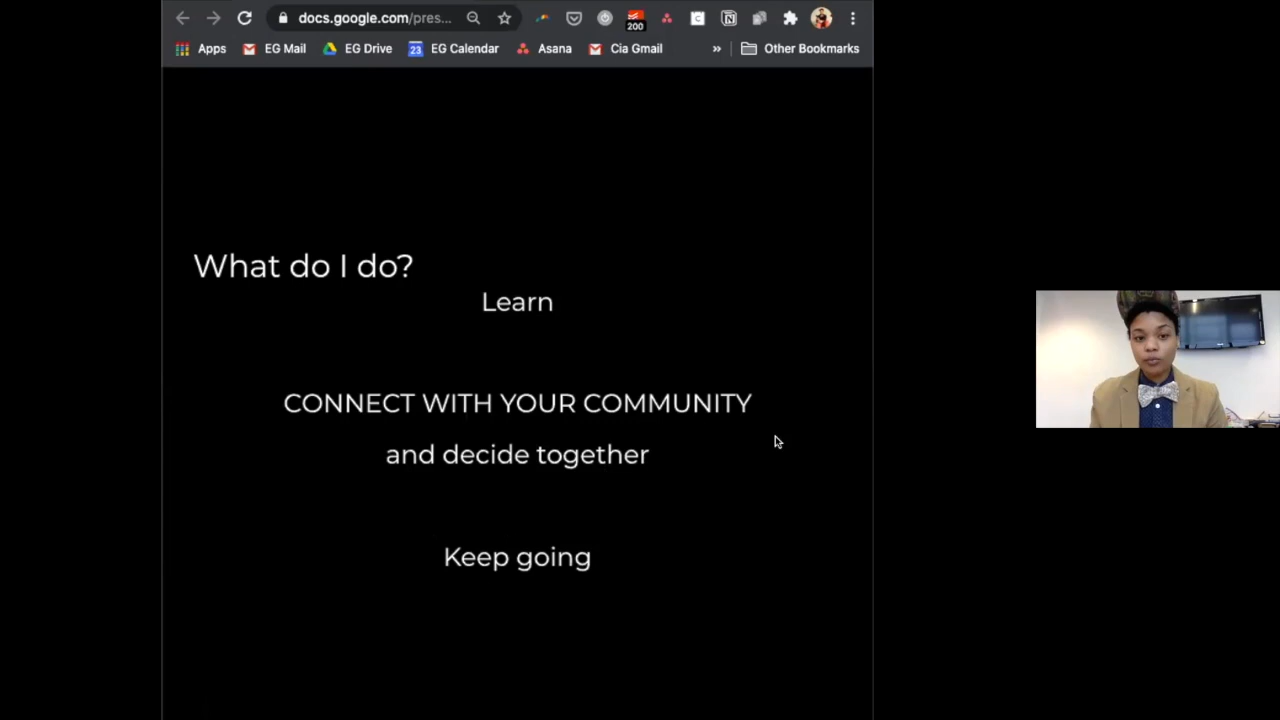 docs.google.com/pres...
200
C
N
Apps
EG Mail
EG Drive
23
EG Calendar
Asana
Cia Gmail
»
Other Bookmarks
What do I do?
Learn
CONNECT WITH YOUR COMMUNITY
and decide together
Keep going